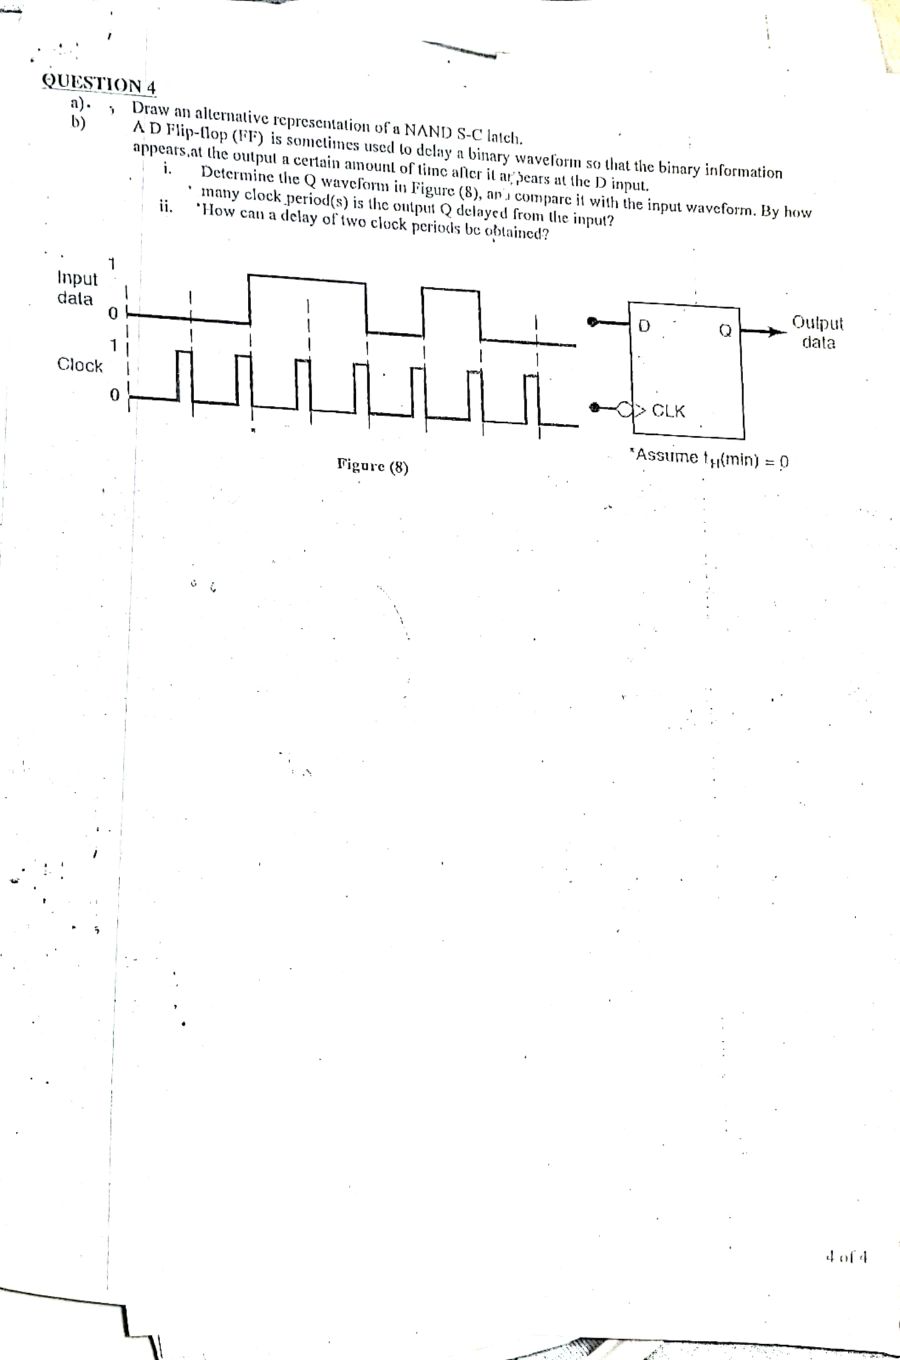 QUESTION 4
a). Draw an alternative representation of a NAND S-C latch.
b) A D Flip-flop (FF) is sometimes used to delay a binary waveform so that the binary information
appears at the output a certain amount of time after it appears at the D input.
i. Determine the Q waveform in Figure (8), and compare it with the input waveform. By how
many clock period(s) is the output Q delayed from the input?
ii. How can a delay of two clock periods be obtained?
1
Input
data
0
1
Clock
0
D
Q
Output
data
CLK
*Assume tH(min) = 0
Figure (8)
4 of 4